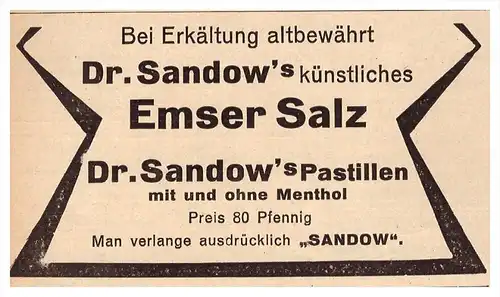 Bei Erkältung altbewährt
Dr. Sandow's künstliches
Emser Salz
Dr. Sandow's Pastillen
mit und ohne Menthol
Preis 80 Pfennig
Man verlange ausdrücklich „SANDOW“.